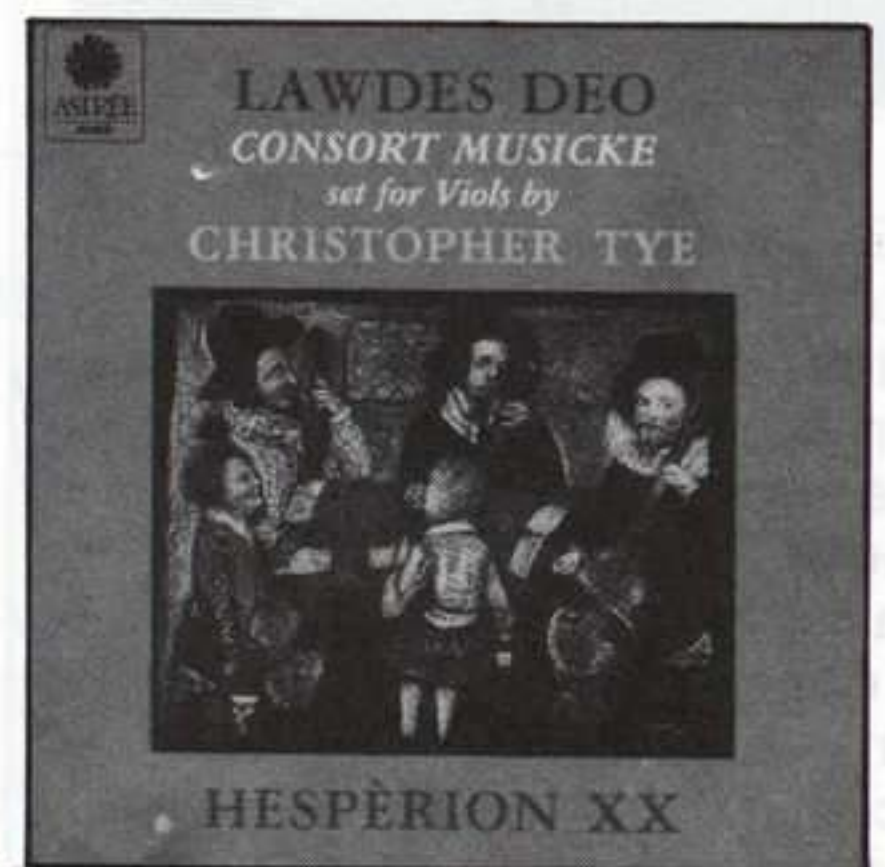 ASTRÉE
LAWDES DEO
CONSORT MUSICKE
set for Viols by
CHRISTOPHER TYE
HESPÈRION XX